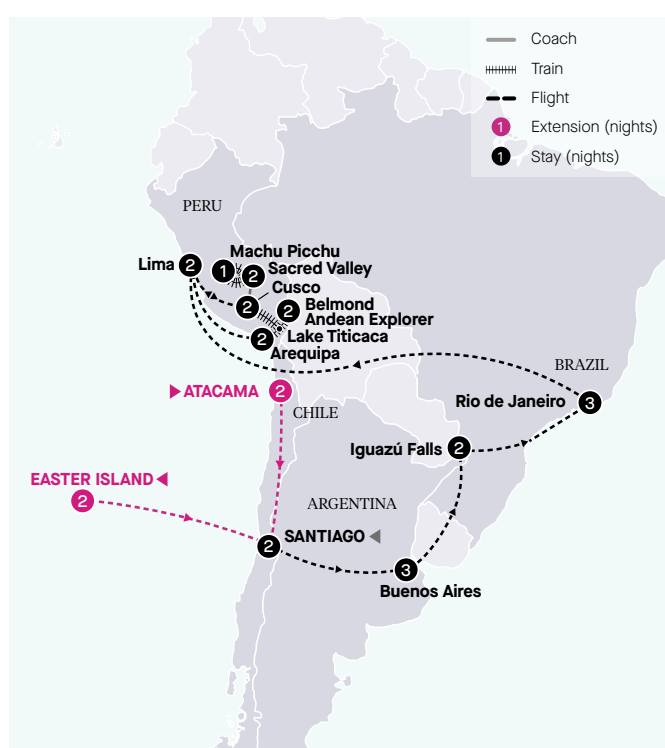 Coach
Train
Flight
1 Extension (nights)
1 Stay (nights)
PERU
Machu Picchu
Lima 2
1
2 Sacred Valley
Cusco
2
2 Belmond
Andean Explorer
Lake Titicaca
2
Arequipa
BRAZIL
ATACAMA 2
CHILE
Rio de Janeiro 3
Iguazú Falls 2
EASTER ISLAND
2
ARGENTINA
2 SANTIAGO
3
Buenos Aires